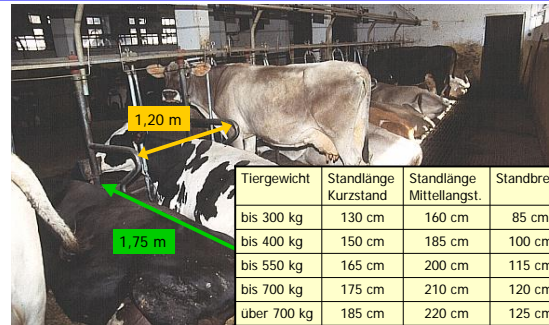 1,20 m
1,75 m
Tiergewicht Standlänge Kurzstand Standlänge Mittellangst.
bis 300 kg 130 cm 160 cm 85 cm
bis 400 kg 150 cm 185 cm 100 cm
bis 550 kg 165 cm 200 cm 115 cm
bis 700 kg 175 cm 210 cm 120 cm
über 700 kg 185 cm 220 cm 125 cm